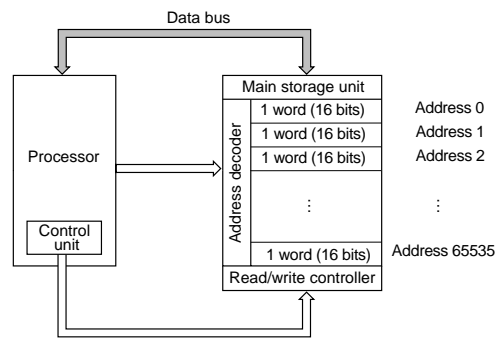 Data bus
Main storage unit
1 word (16 bits)
Address 0
1 word (16 bits)
Address 1
Processor
1 word (16 bits)
Address 2
Address decoder
⋮
⋮
Control
unit
1 word (16 bits)
Address 65535
Read/write controller